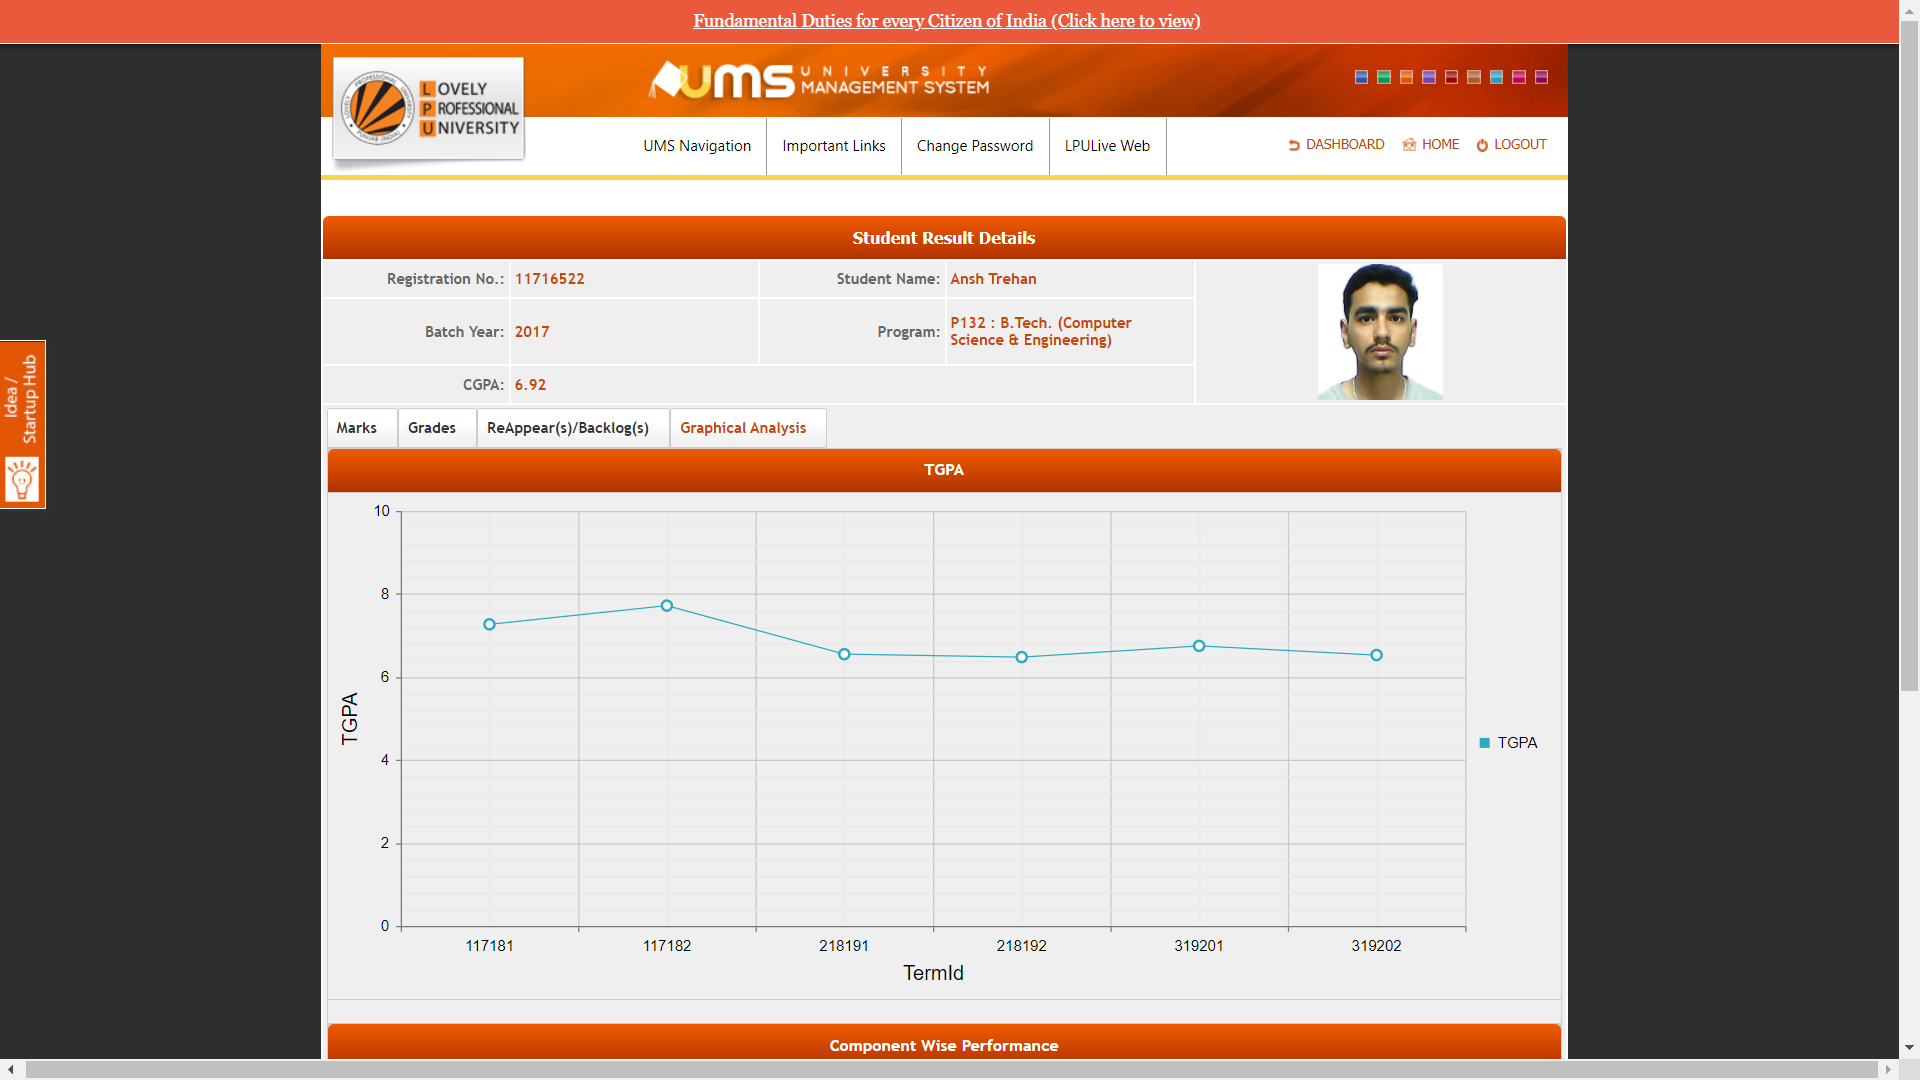 Fundamental Duties for every Citizen of India (Click here to view)
LOVELY
PROFESSIONAL
UNIVERSITY
UMS UNIVERSITY
MANAGEMENT SYSTEM
UMS Navigation
Important Links
Change Password
LPULive Web
DASHBOARD
HOME
LOGOUT
Student Result Details
Registration No.: 11716522
Student Name: Ansh Trehan
Batch Year: 2017
Program: P132 : B.Tech. (Computer
Science & Engineering)
CGPA: 6.92
Idea /
Startup Hub
Marks
Grades
ReAppear(s)/Backlog(s)
Graphical Analysis
TGPA
10
8
6
4
2
0
TGPA
TGPA
117181
117182
218191
218192
319201
319202
TermId
Component Wise Performance